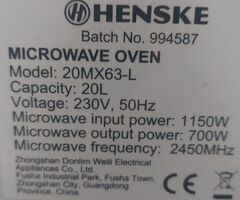 HENSKE
Batch No. 994587
MICROWAVE OVEN
Model: 20MX63-L
Capacity: 20L
Voltage: 230V, 50Hz
Microwave input power: 1150W
Microwave output power: 700W
Microwave frequency: 2450MHz
Zhongshan Donlim Weili Electrical
Appliances Co., Ltd.
Fusha Industrial Park, Fusha Town,
Zhongshan City, Guangdong
Province, China.